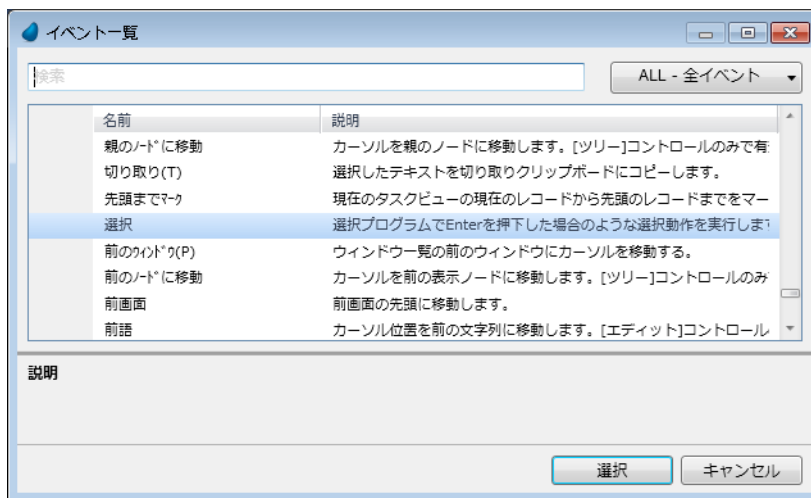 イベント一覧
検索
ALL - 全イベント
名前 説明
親のﾉｰﾄﾞに移動 カーソルを親のノードに移動します。[ツリー]コントロールのみで有
切り取り(T) 選択したテキストを切り取りクリップボードにコピーします。
先頭までﾏｰｸ 現在のタスクビューの現在のレコードから先頭のレコードまでをマー
選択 選択プログラムでEnterを押下した場合のような選択動作を実行しま
前のｳｨﾝﾄﾞｳ(P) ウィンドウ一覧の前のウィンドウにカーソルを移動する。
前のﾉｰﾄﾞに移動 カーソルを前の表示ノードに移動します。[ツリー]コントロールのみ
前画面 前画面の先頭に移動します。
前語 カーソル位置を前の文字列に移動します。[エディット]コントロール
説明
選択 キャンセル